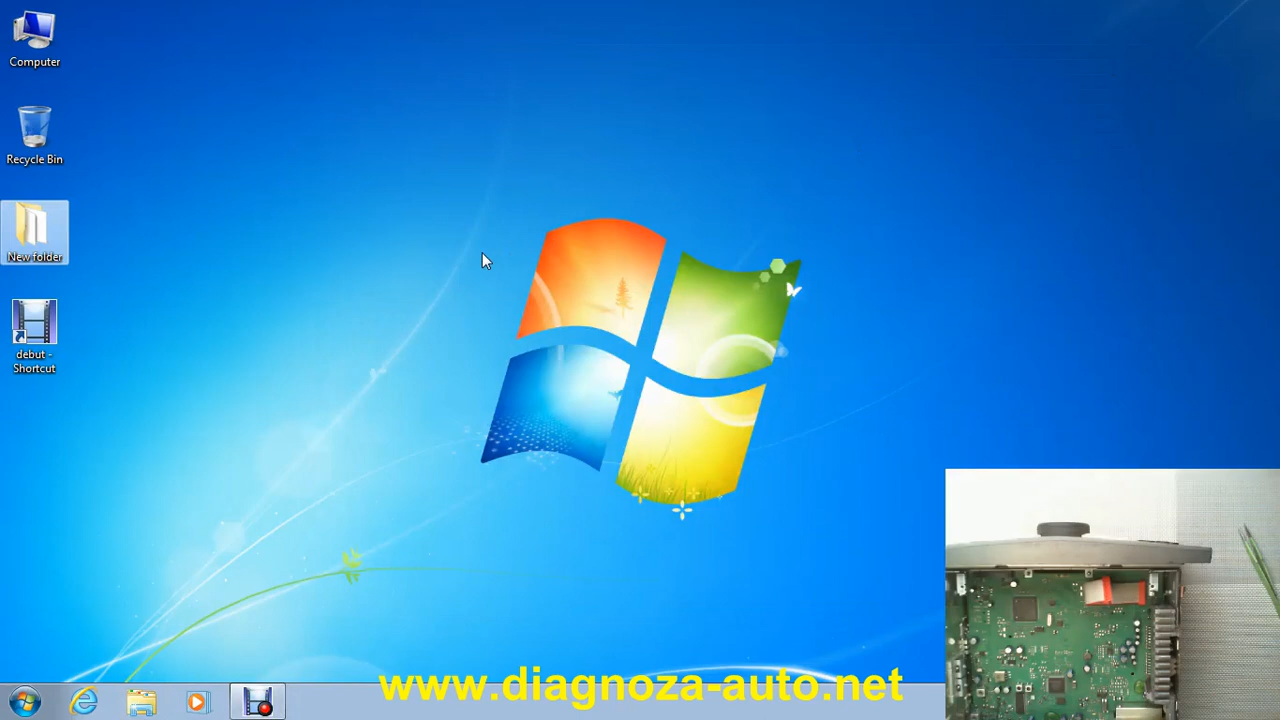 Computer
Recycle Bin
New folder
debut -
Shortcut
www.diagnoza-auto.net